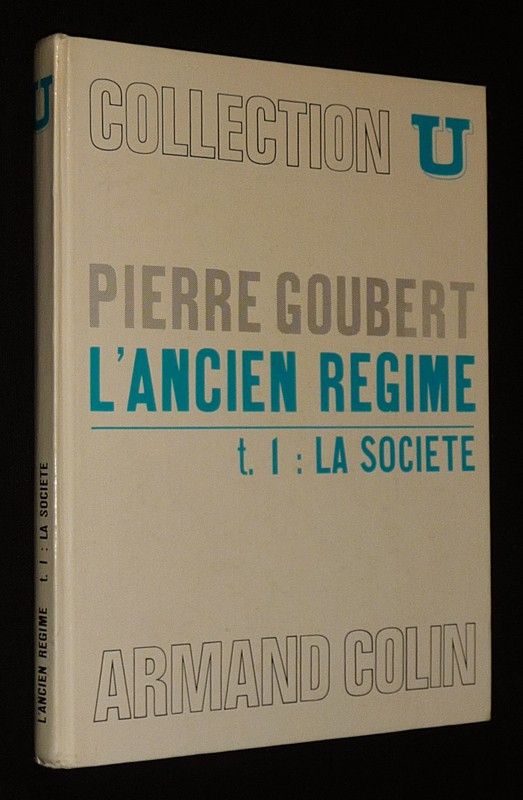 COLLECTION U
PIERRE GOUBERT
L'ANCIEN REGIME
t. 1 : LA SOCIETE
ARMAND COLIN
U
L'ANCIEN REGIME t. 1 : LA SOCIETE